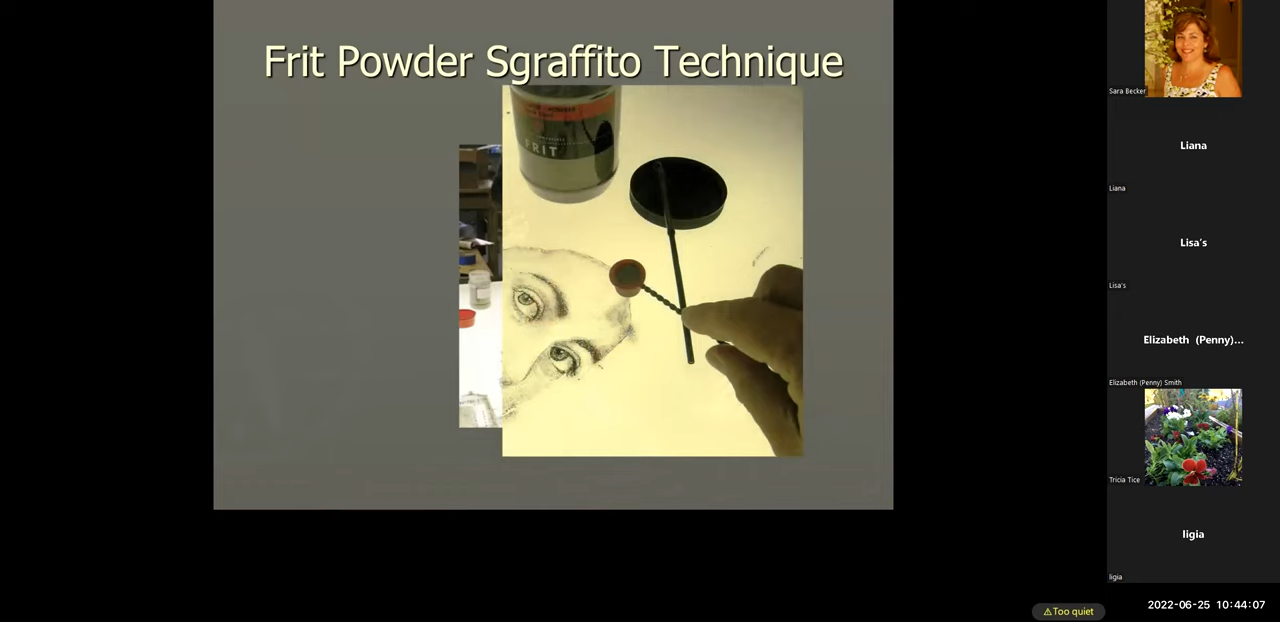 Frit Powder Sgraffito Technique
FRIT
Sara Becker
Liana
Liana
Lisa's
Lisa's
Elizabeth (Penny)...
Elizabeth (Penny) Smith
Tricia Tice
ligia
ligia
⚠Too quiet
2022-06-25 10:44:07